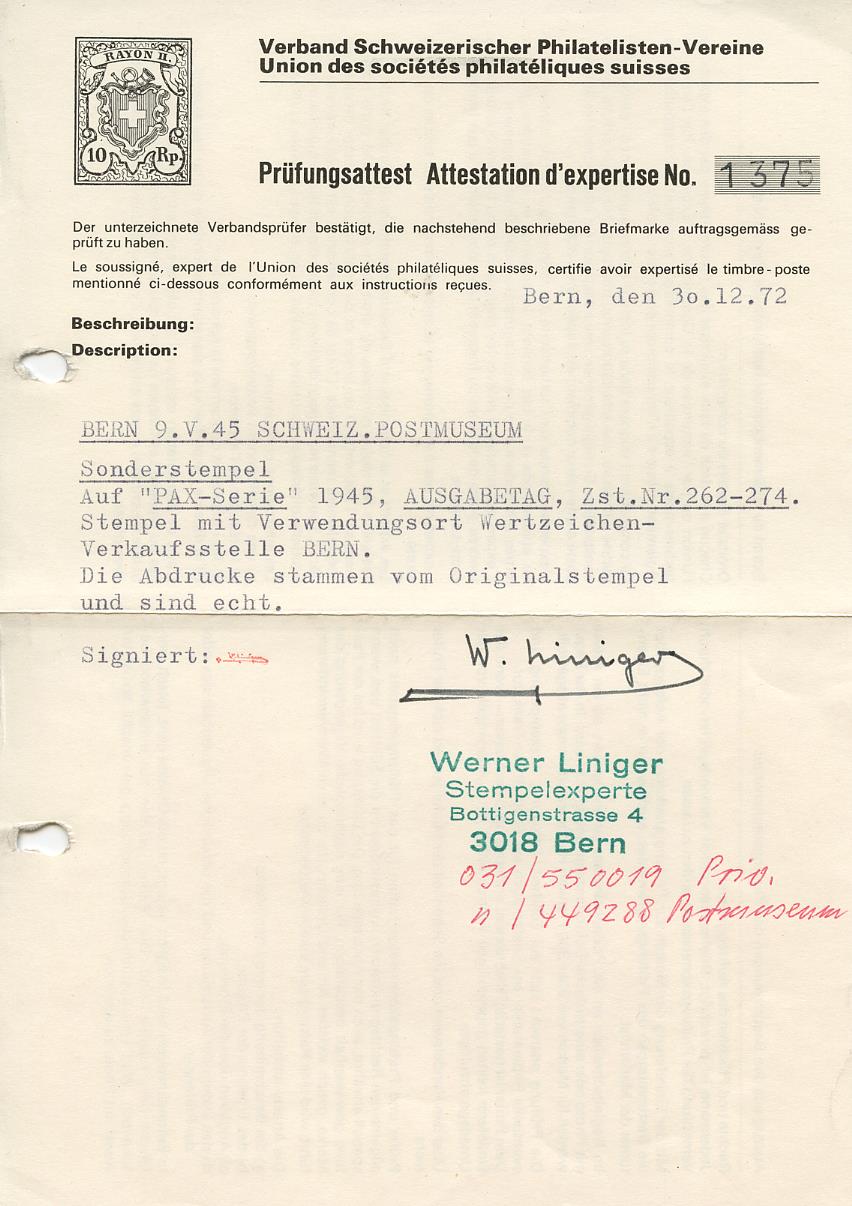 RAYON II.
10 Rp.
Verband Schweizerischer Philatelisten-Vereine
Union des sociétés philatéliques suisses
Prüfungsattest Attestation d'expertise No. 1375
Der unterzeichnete Verbandsprüfer bestätigt, die nachstehend beschriebene Briefmarke auftragsgemäss ge-
prüft zu haben.
Le soussigné, expert de l'Union des sociétés philatéliques suisses, certifie avoir expertisé le timbre-poste
mentionné ci-dessous conformément aux instructions reçues.
Bern, den 3o.12.72
Beschreibung:
Description:
BERN 9.V.45 SCHWEIZ.POSTMUSEUM
Sonderstempel
Auf "PAX-Serie" 1945, AUSGABETAG, Zst.Nr.262-274.
Stempel mit Verwendungsort Wertzeichen-
Verkaufsstelle BERN.
Die Abdrucke stammen vom Originalstempel
und sind echt.
Signiert:
W. Liniger
Werner Liniger
Stempelexperte
Bottigenstrasse 4
3018 Bern
031/550019 Priv.
" / 449288 Postmuseum